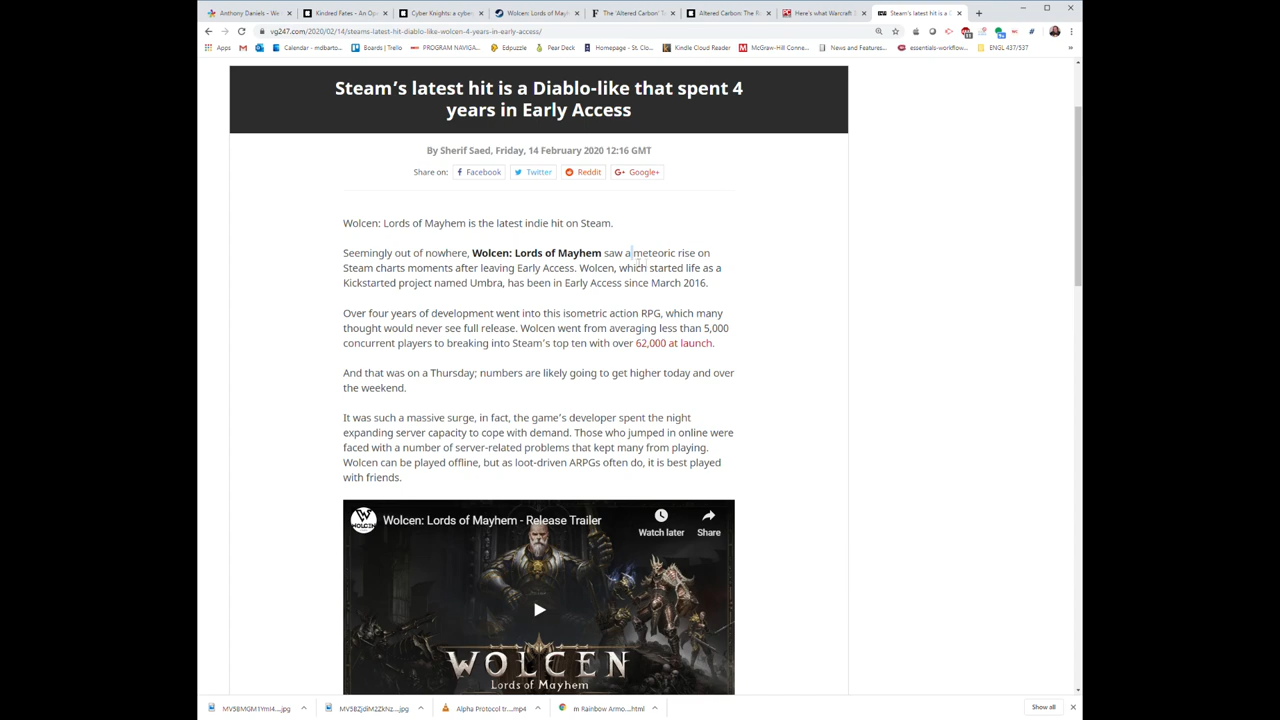 Anthony Daniels - We
Kindred Fates - An Op
Cyber Knights: a cyber
Wolcen: Lords of Mayh
The 'Altered Carbon' T
Altered Carbon: The R
Here's what Warcraft
Steam's latest hit is a D
vg247.com/2020/02/14/steams-latest-hit-diablo-like-wolcen-4-years-in-early-access/
Apps
Calendar - mdbarto...
Boards | Trello
PROGRAM NAVIGA...
Edpuzzle
Pear Deck
Homepage - St. Clo...
Kindle Cloud Reader
McGraw-Hill Conne...
News and Features...
essentials-workflow...
ENGL 437/537
»
Steam's latest hit is a Diablo-like that spent 4
years in Early Access
By Sherif Saed, Friday, 14 February 2020 12:16 GMT
Share on: Facebook Twitter Reddit Google+
Wolcen: Lords of Mayhem is the latest indie hit on Steam.
Seemingly out of nowhere, Wolcen: Lords of Mayhem saw a meteoric rise on
Steam charts moments after leaving Early Access. Wolcen, which started life as a
Kickstarted project named Umbra, has been in Early Access since March 2016.
Over four years of development went into this isometric action RPG, which many
thought would never see full release. Wolcen went from averaging less than 5,000
concurrent players to breaking into Steam's top ten with over 62,000 at launch.
And that was on a Thursday; numbers are likely going to get higher today and over
the weekend.
It was such a massive surge, in fact, the game's developer spent the night
expanding server capacity to cope with demand. Those who jumped in online were
faced with a number of server-related problems that kept many from playing.
Wolcen can be played offline, but as loot-driven ARPGs often do, it is best played
with friends.
WOLCEN
Wolcen: Lords of Mayhem - Release Trailer
Watch later
Share
WOLCEN
Lords of Mayhem
MV5BMGM1YmI4....jpg
MV5BZjdiM2ZkNz....jpg
Alpha Protocol tr....mp4
m Rainbow Armo....html
Show all